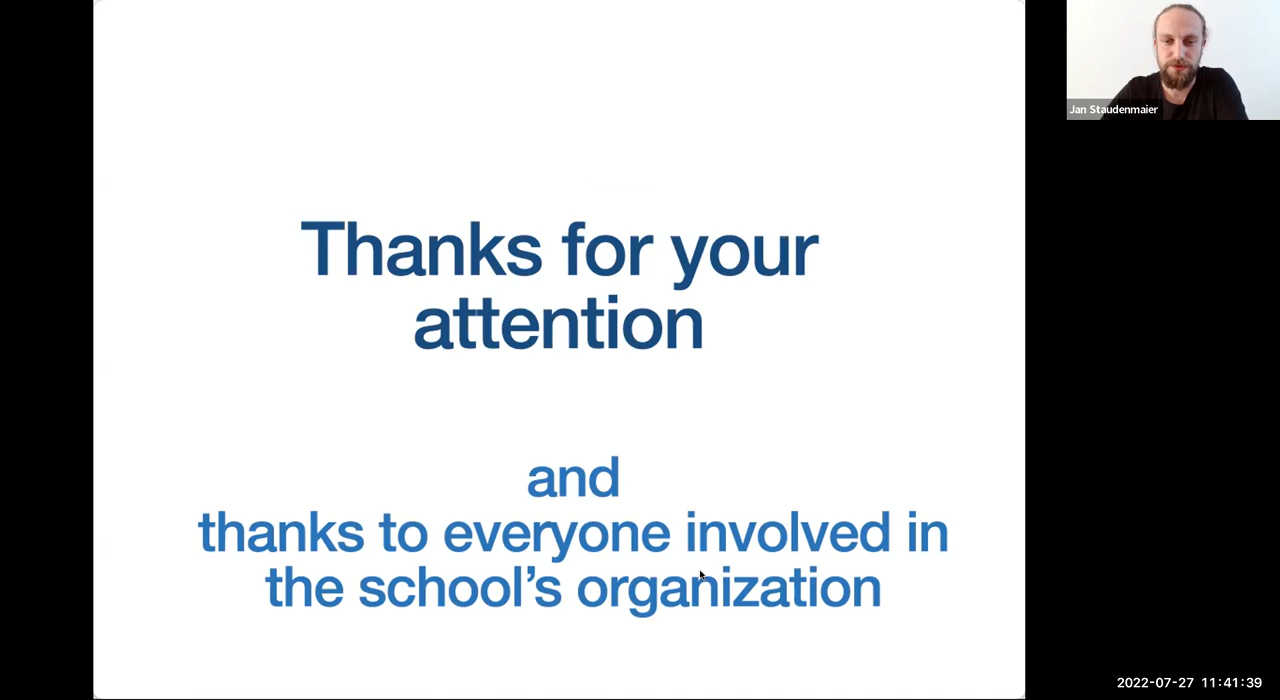 Thanks for your
attention
and
thanks to everyone involved in
the school’s organization
Jan Staudenmaier
2022-07-27 11:41:39